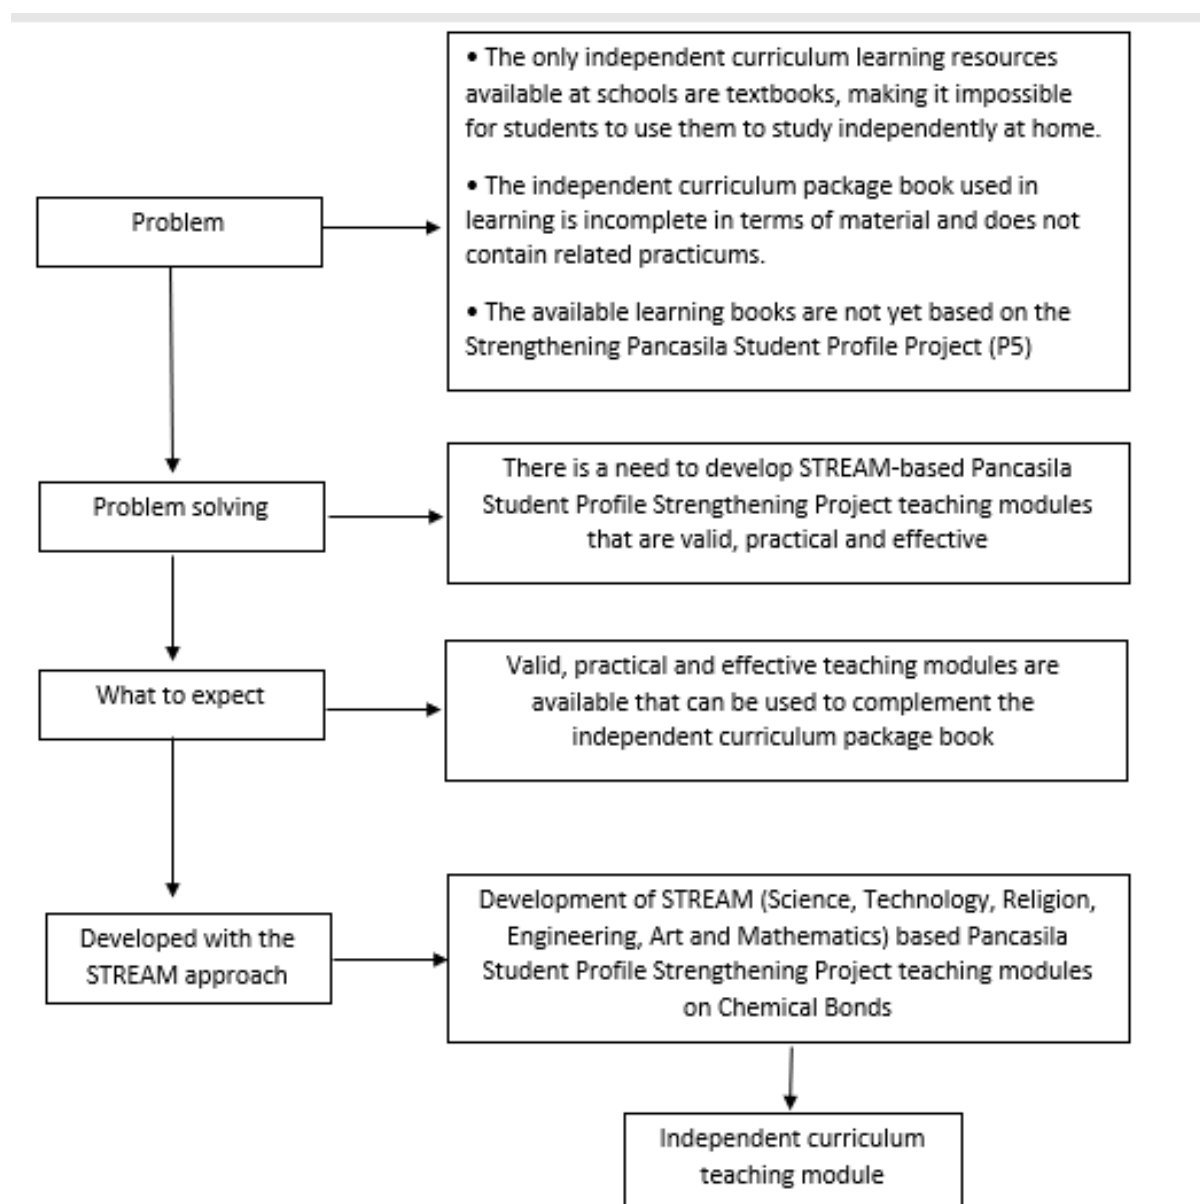 • The only independent curriculum learning resources
available at schools are textbooks, making it impossible
for students to use them to study independently at home.
• The independent curriculum package book used in
learning is incomplete in terms of material and does not
contain related practicums.
• The available learning books are not yet based on the
Strengthening Pancasila Student Profile Project (P5)
Problem
There is a need to develop STREAM-based Pancasila
Student Profile Strengthening Project teaching modules
that are valid, practical and effective
Problem solving
Valid, practical and effective teaching modules are
available that can be used to complement the
independent curriculum package book
What to expect
Development of STREAM (Science, Technology, Religion,
Engineering, Art and Mathematics) based Pancasila
Student Profile Strengthening Project teaching modules
on Chemical Bonds
Developed with the
STREAM approach
Independent curriculum
teaching module